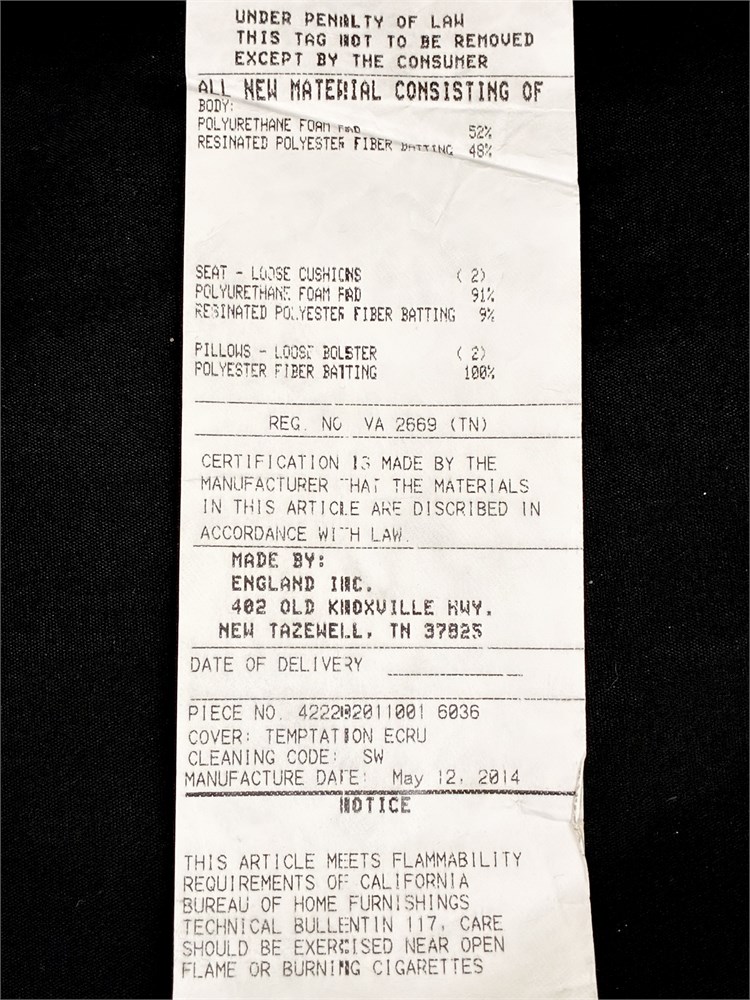 UNDER PENALTY OF LAW
THIS TAG NOT TO BE REMOVED
EXCEPT BY THE CONSUMER
ALL NEW MATERIAL CONSISTING OF
BODY:
POLYURETHANE FOAM PAD 52%
RESINATED POLYESTER FIBER BATTING 48%
SEAT - LOOSE CUSHIONS ( 2)
POLYURETHANE FOAM PAD 91%
RESINATED POLYESTER FIBER BATTING 9%
PILLOWS - LOOSE BOLSTER ( 2)
POLYESTER FIBER BATTING 100%
REG. NO VA 2669 (TN)
CERTIFICATION IS MADE BY THE
MANUFACTURER THAT THE MATERIALS
IN THIS ARTICLE ARE DISCRIBED IN
ACCORDANCE WITH LAW.
MADE BY:
ENGLAND INC.
402 OLD KNOXVILLE HWY.
NEW TAZEWELL, TN 37825
DATE OF DELIVERY
PIECE NO. 6036
COVER: TEMPTATION ECRU
CLEANING CODE: SW
MANUFACTURE DATE: May 12, 2014
NOTICE
THIS ARTICLE MEETS FLAMMABILITY
REQUIREMENTS OF CALIFORNIA
BUREAU OF HOME FURNISHINGS
TECHNICAL BULLENTIN 117. CARE
SHOULD BE EXERCISED NEAR OPEN
FLAME OR BURNING CIGARETTES